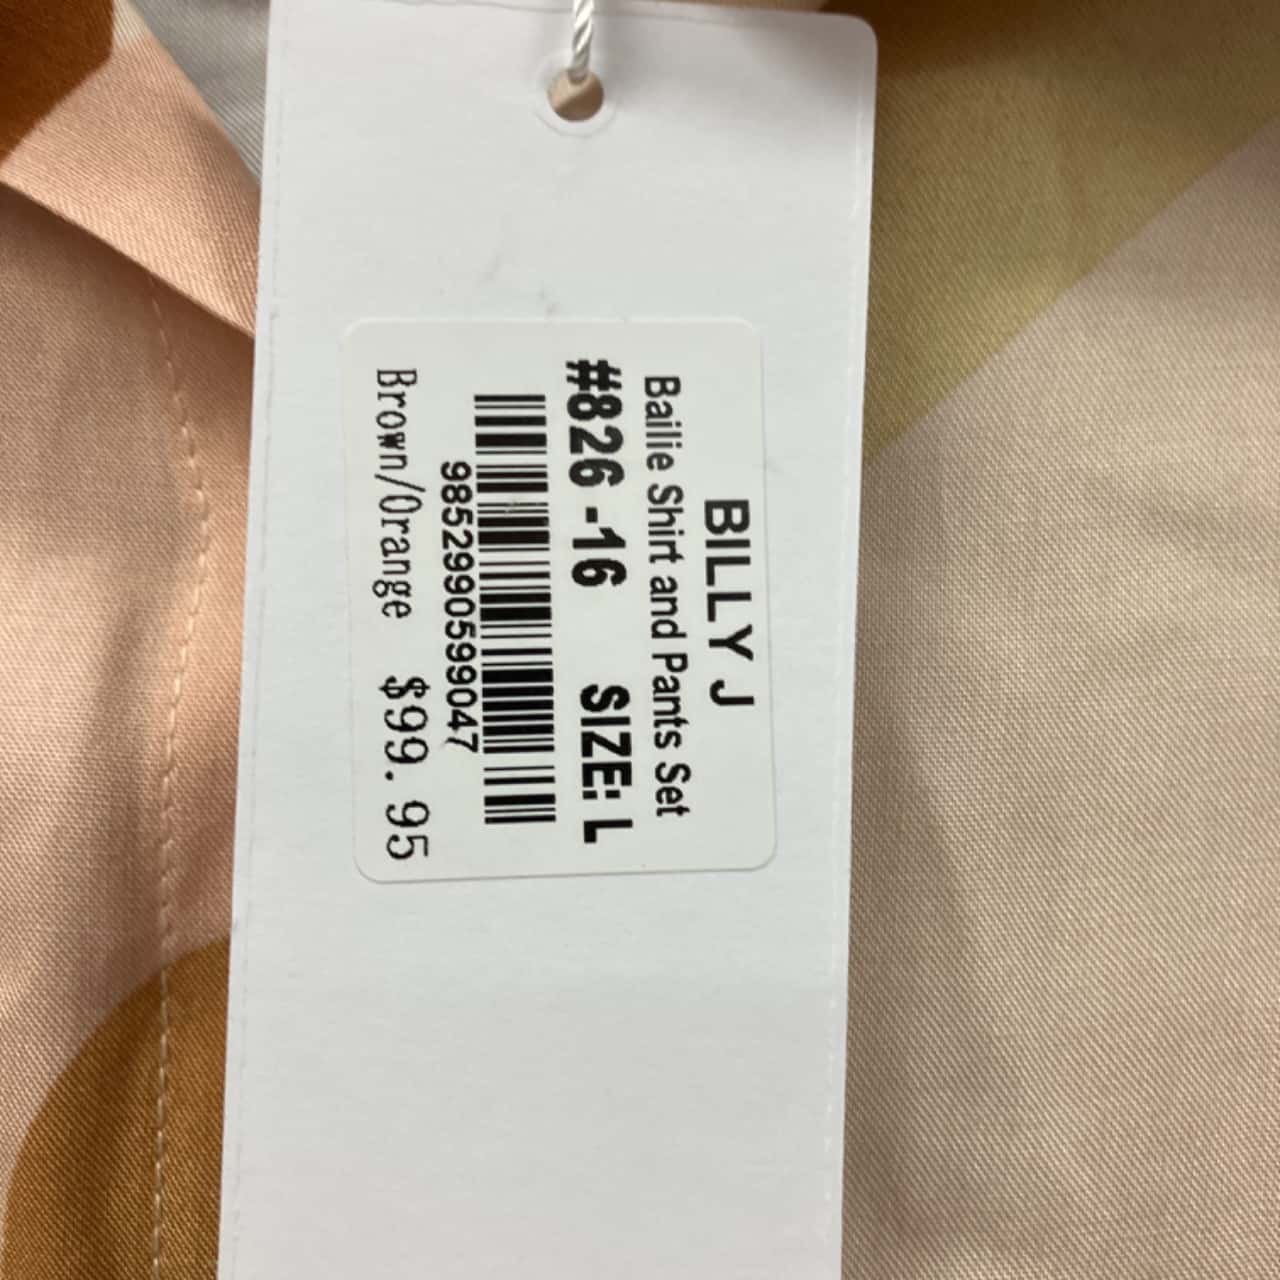 BILLY J
Bailie Shirt and Pants Set
#826 -16 SIZE: L
9852990599047
Brown/Orange $99.95